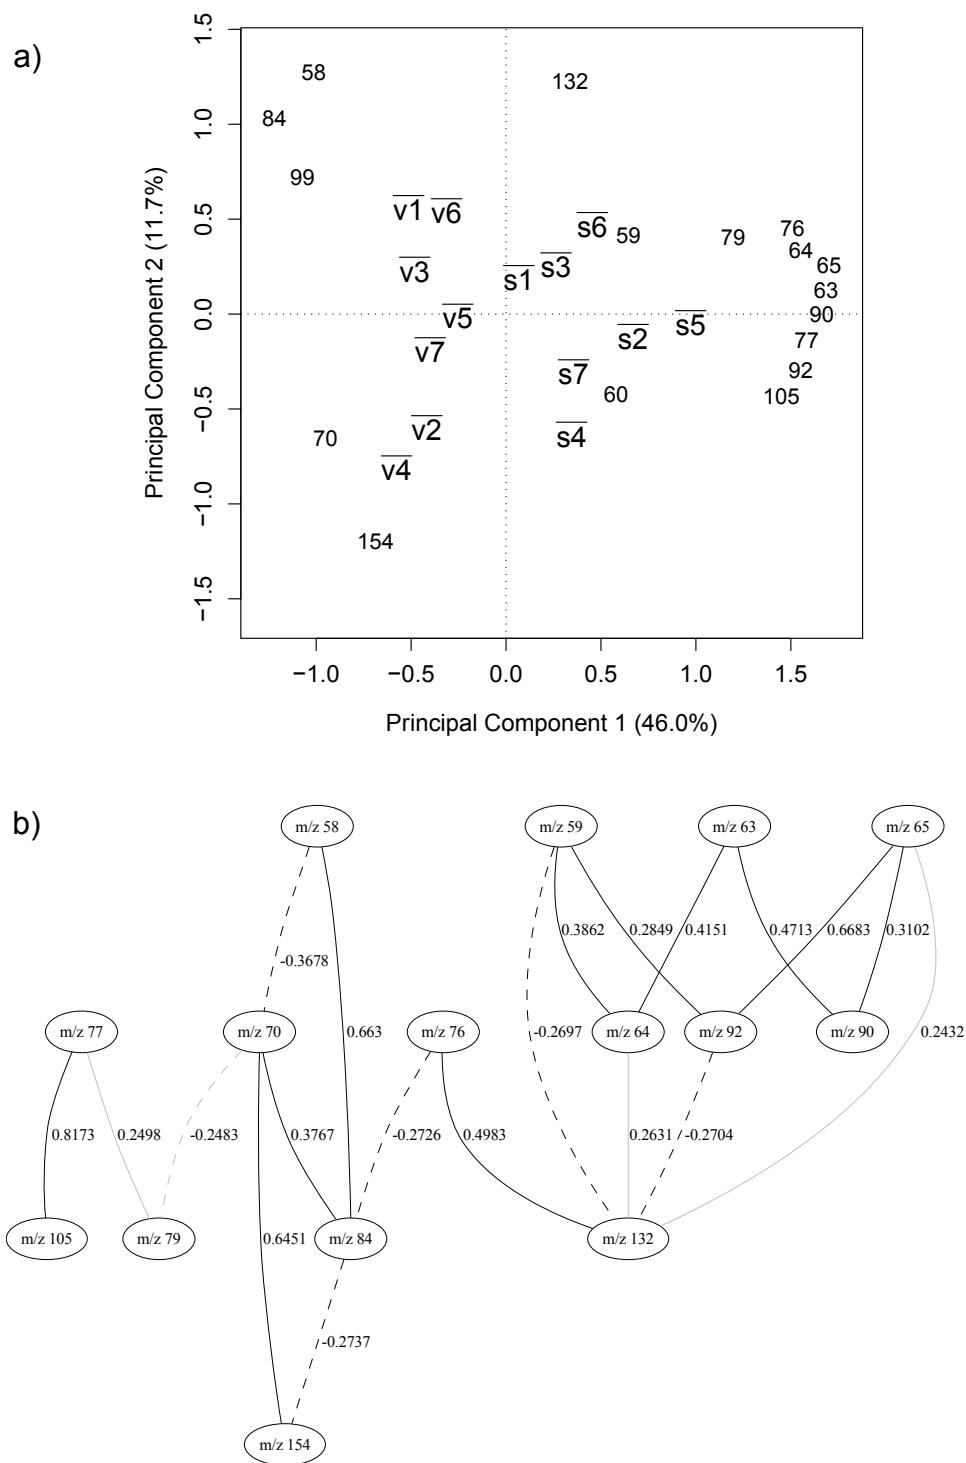 a)
Principal Component 2 (11.7%)
1.5
1.0
0.5
0.0
−0.5
−1.0
−1.5
58
132
84
99
v1 v6
s6 59 79 76
64
v3 s3 65
s1
63
v5 s5 90
s2
77
v7
s7 92
60 105
v2 s4
70
v4
154
−1.0 −0.5 0.0 0.5 1.0 1.5
Principal Component 1 (46.0%)
b)
m/z 58 m/z 59 m/z 63 m/z 65
0.3862 0.2849 0.4151 0.4713 0.6683 0.3102
-0.3678
m/z 77 m/z 70 0.663 m/z 76 -0.2697 m/z 64 m/z 92 m/z 90 0.2432
0.8173 0.2498 -0.2483 0.3767 -0.2726 0.4983 0.2631 -0.2704
m/z 105 m/z 79 0.6451 m/z 84 m/z 132
-0.2737
m/z 154